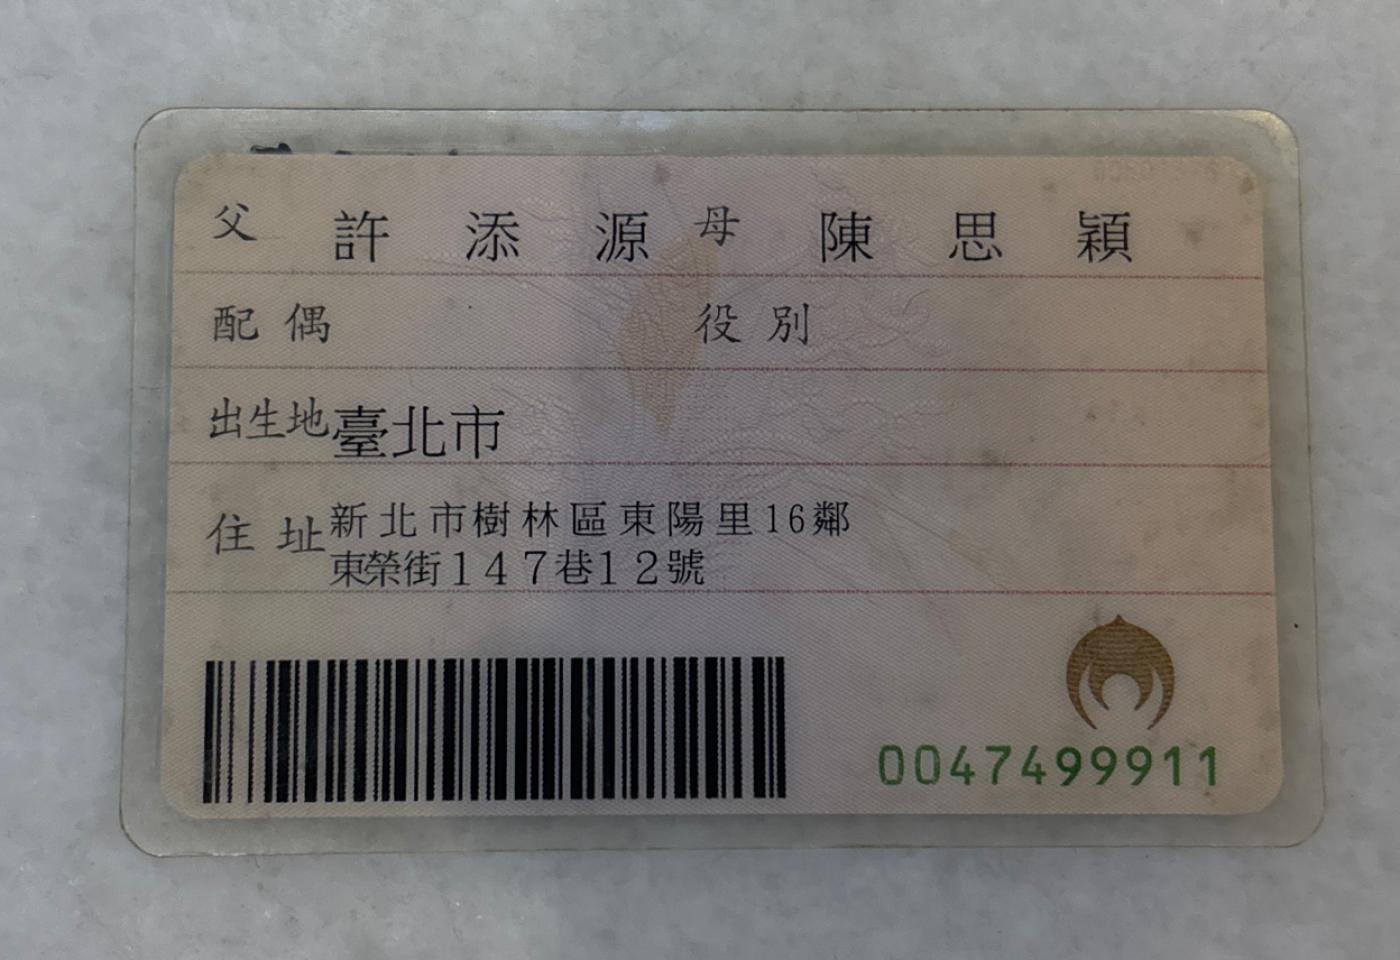 父 許添源 母 陳思穎
配偶 役別
出生地 臺北市
住址 新北市樹林區東陽里16鄰
東榮街147巷12號
0047499911